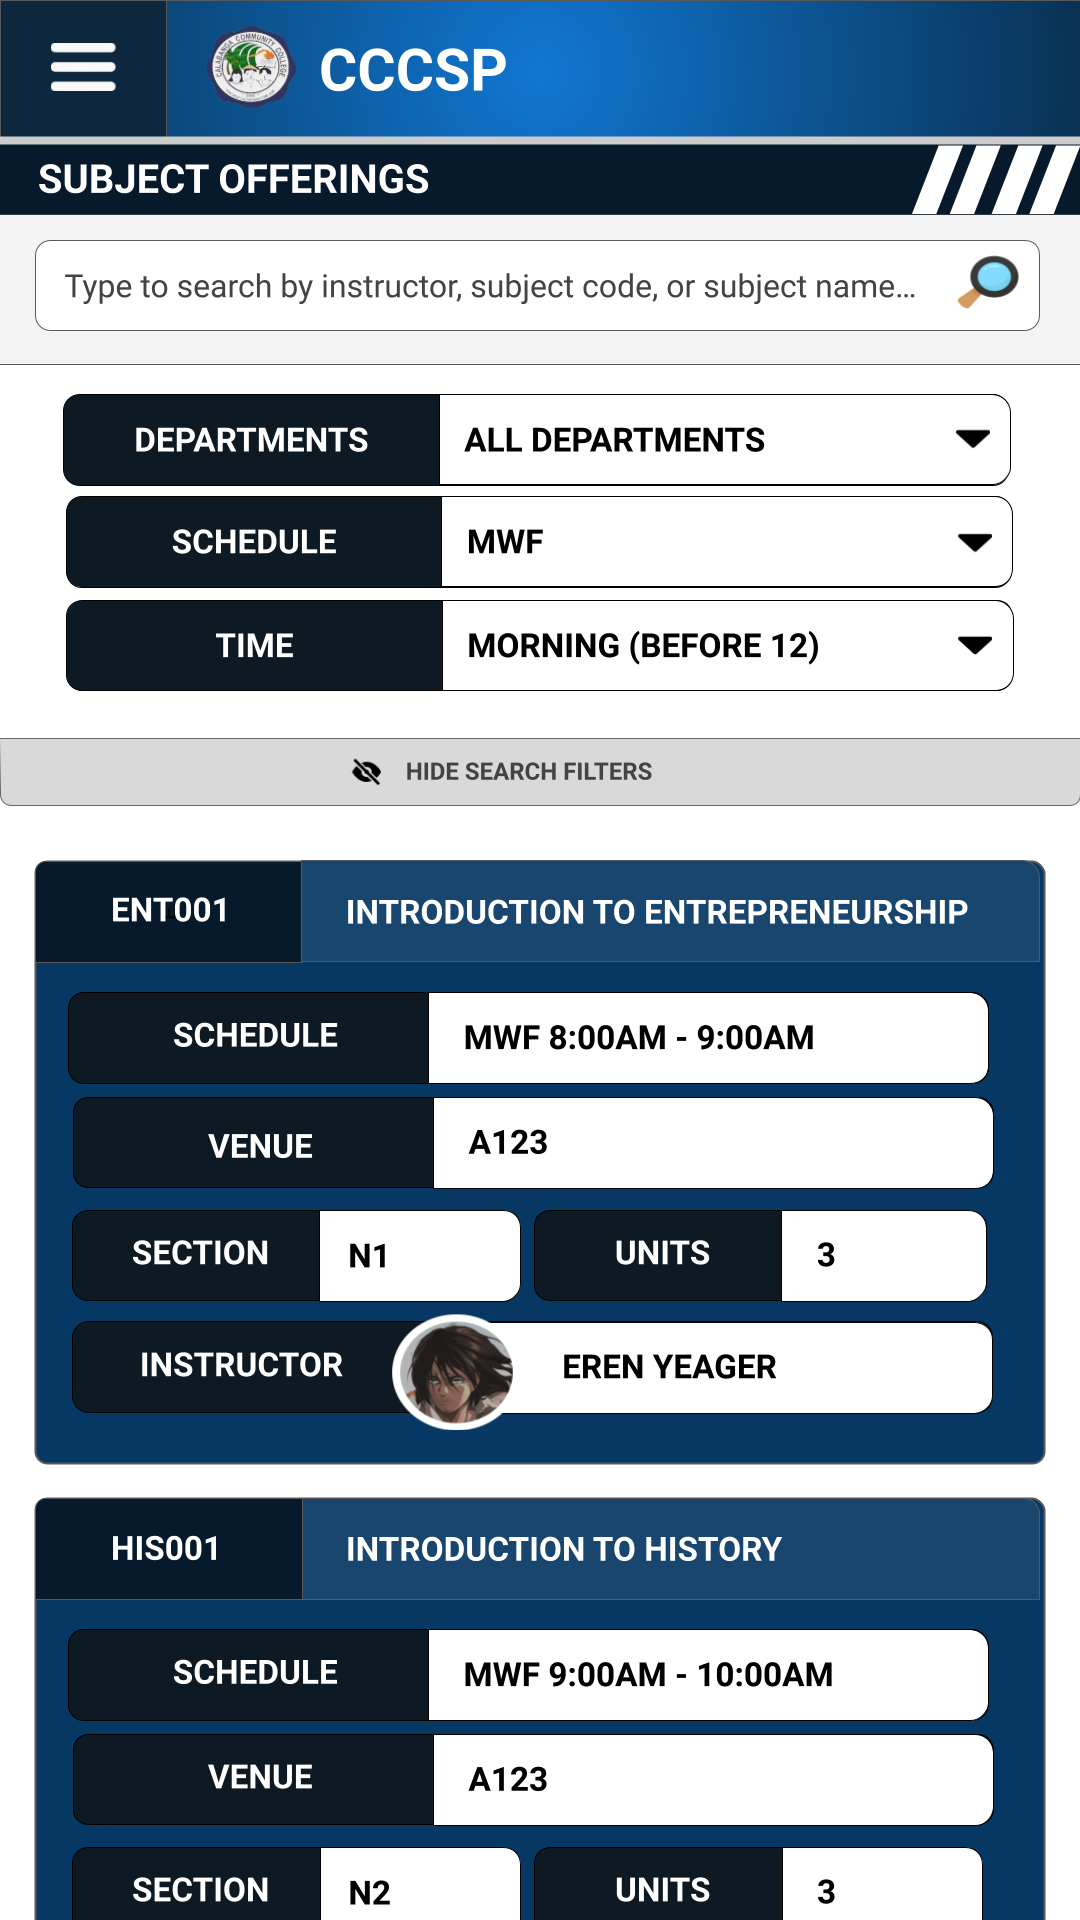 CALABANGA COMMUNITY COLLEGE
CCCSP
SUBJECT OFFERINGS
Type to search by instructor, subject code, or subject name...
DEPARTMENTS ALL DEPARTMENTS
SCHEDULE MWF
TIME MORNING (BEFORE 12)
HIDE SEARCH FILTERS
ENT001 INTRODUCTION TO ENTREPRENEURSHIP
SCHEDULE MWF 8:00AM - 9:00AM
VENUE A123
SECTION N1 UNITS 3
INSTRUCTOR EREN YEAGER
HIS001 INTRODUCTION TO HISTORY
SCHEDULE MWF 9:00AM - 10:00AM
VENUE A123
SECTION N2 UNITS 3